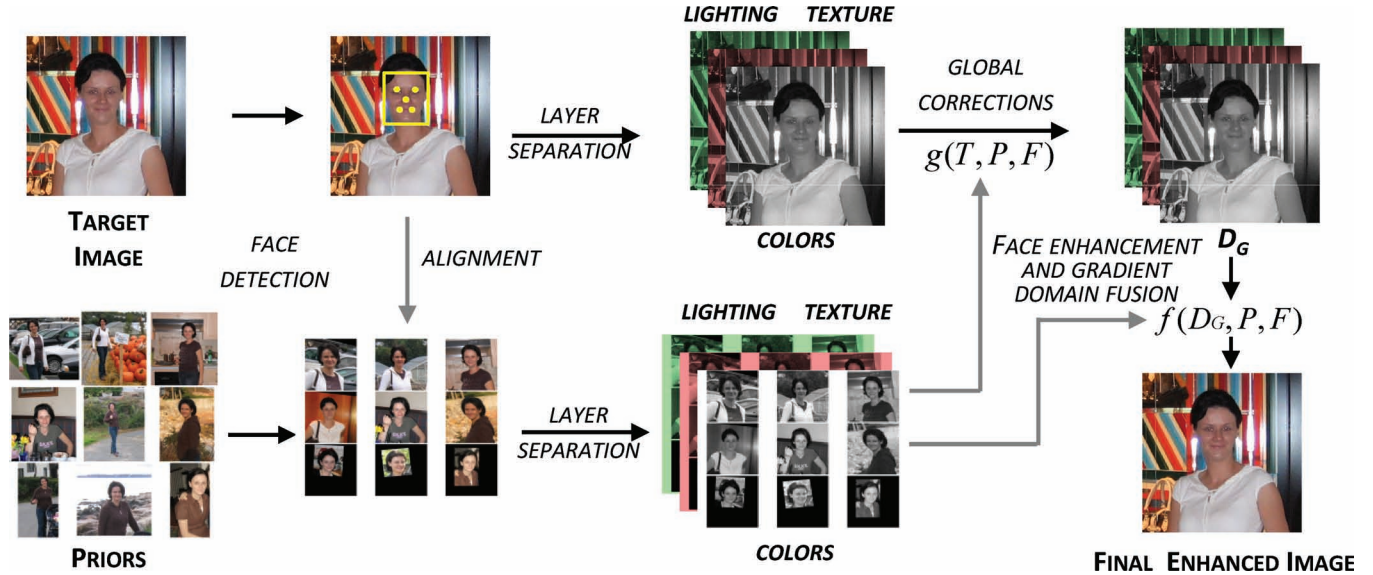 LIGHTING TEXTURE
LAYER
SEPARATION
GLOBAL
CORRECTIONS
g(T, P, F)
COLORS
D_G
TARGET
IMAGE
FACE
DETECTION
ALIGNMENT
FACE ENHANCEMENT
AND GRADIENT
DOMAIN FUSION
f(D_G, P, F)
LIGHTING TEXTURE
LAYER
SEPARATION
COLORS
PRIORS
FINAL ENHANCED IMAGE